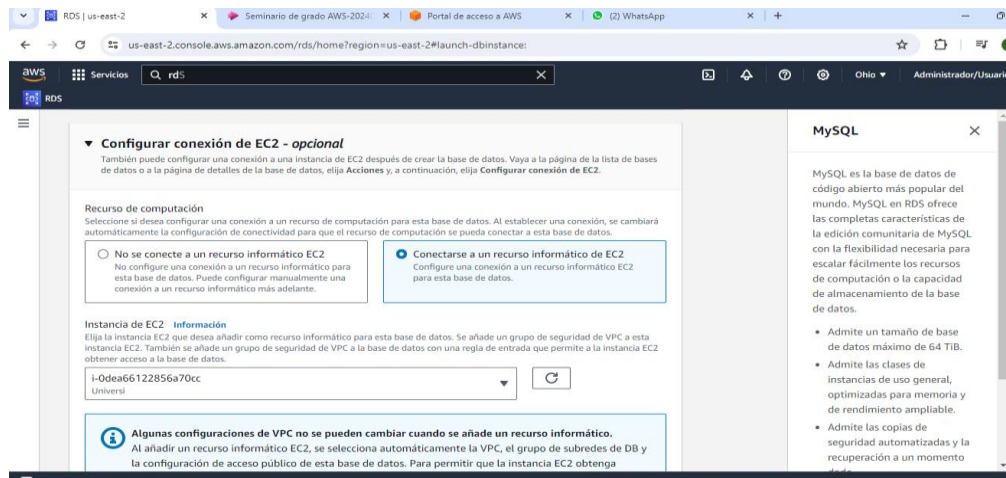 RDS | us-east-2
Seminario de grado AWS-2024
Portal de acceso a AWS
(2) WhatsApp
us-east-2.console.aws.amazon.com/rds/home?region=us-east-2#launch-dbinstance:
aws
Servicios
rds
Ohio
Administrador/Usuari
RDS
Configurar conexión de EC2 - opcional
También puede configurar una conexión a una instancia de EC2 después de crear la base de datos. Vaya a la página de la lista de bases
de datos o a la página de detalles de la base de datos, elija Acciones y, a continuación, elija Configurar conexión de EC2.
Recurso de computación
Seleccione si desea configurar una conexión a un recurso de computación para esta base de datos. Al establecer una conexión, se cambiará
automáticamente la configuración de conectividad para que el recurso de computación se pueda conectar a esta base de datos.
No se conecte a un recurso informático EC2
No configure una conexión a un recurso informático para
esta base de datos. Puede configurar manualmente una
conexión a un recurso informático más adelante.
Conectarse a un recurso informático de EC2
Configure una conexión a un recurso informático EC2
para esta base de datos.
Instancia de EC2 Información
Elija la instancia EC2 que desea añadir como recurso informático para esta base de datos. Se añade un grupo de seguridad de VPC a esta
instancia EC2. También se añade un grupo de seguridad de VPC a la base de datos con una regla de entrada que permite a la instancia EC2
obtener acceso a la base de datos.
i-0dea66122856a70cc
Universi
Algunas configuraciones de VPC no se pueden cambiar cuando se añade un recurso informático.
Al añadir un recurso informático EC2, se selecciona automáticamente la VPC, el grupo de subredes de DB y
la configuración de acceso público de esta base de datos. Para permitir que la instancia EC2 obtenga
MySQL
MySQL es la base de datos de
código abierto más popular del
mundo. MySQL en RDS ofrece
las completas características de
la edición comunitaria de MySQL
con la flexibilidad necesaria para
escalar fácilmente los recursos
de computación o la capacidad
de almacenamiento de la base
de datos.
• Admite un tamaño de base
de datos máximo de 64 TiB.
• Admite las clases de
instancias de uso general,
optimizadas para memoria y
de rendimiento ampliable.
• Admite las copias de
seguridad automatizadas y la
recuperación a un momento